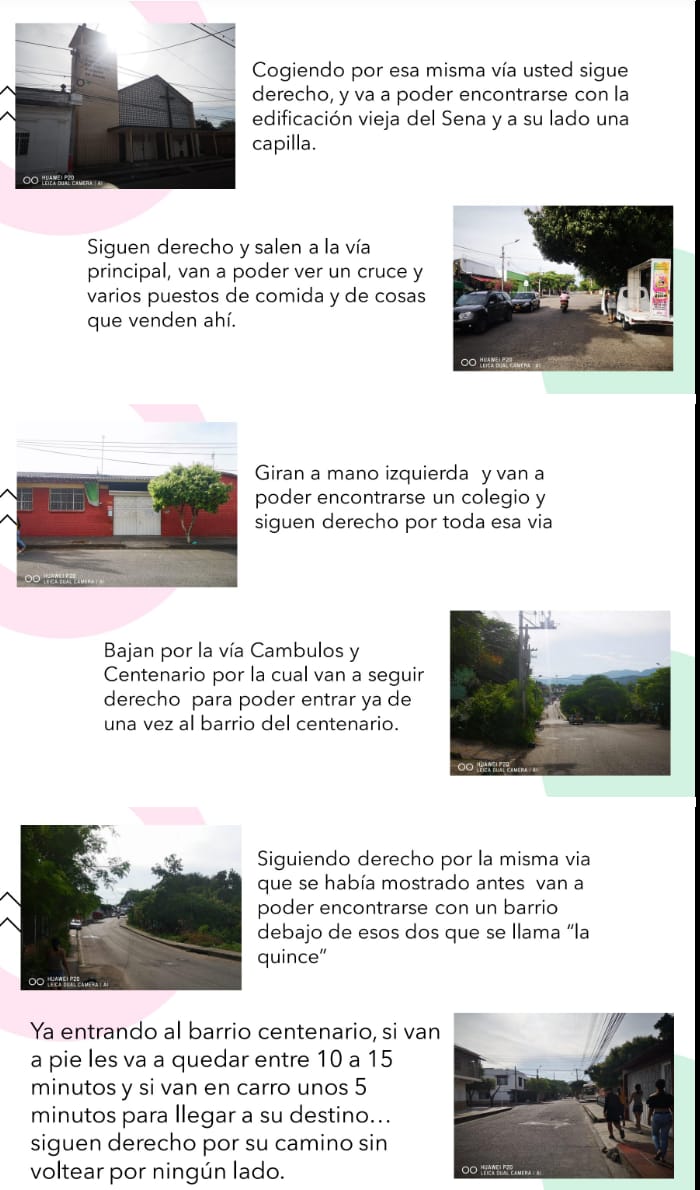 Cogiendo por esa misma vía usted sigue
derecho, y va a poder encontrarse con la
edificación vieja del Sena y a su lado una
capilla.
HUAWEI P20
LEICA DUAL CAMERA | AI
Siguen derecho y salen a la vía
principal, van a poder ver un cruce y
varios puestos de comida y de cosas
que venden ahí.
HUAWEI P20
LEICA DUAL CAMERA | AI
Giran a mano izquierda y van a
poder encontrarse un colegio y
siguen derecho por toda esa via
HUAWEI P20
LEICA DUAL CAMERA | AI
Bajan por la vía Cambulos y
Centenario por la cual van a seguir
derecho para poder entrar ya de
una vez al barrio del centenario.
HUAWEI P20
LEICA DUAL CAMERA | AI
Siguiendo derecho por la misma via
que se había mostrado antes van a
poder encontrarse con un barrio
debajo de esos dos que se llama “la
quince”
HUAWEI P20
LEICA DUAL CAMERA | AI
Ya entrando al barrio centenario, si van
a pie les va a quedar entre 10 a 15
minutos y si van en carro unos 5
minutos para llegar a su destino...
siguen derecho por su camino sin
voltear por ningún lado.
HUAWEI P20
LEICA DUAL CAMERA | AI